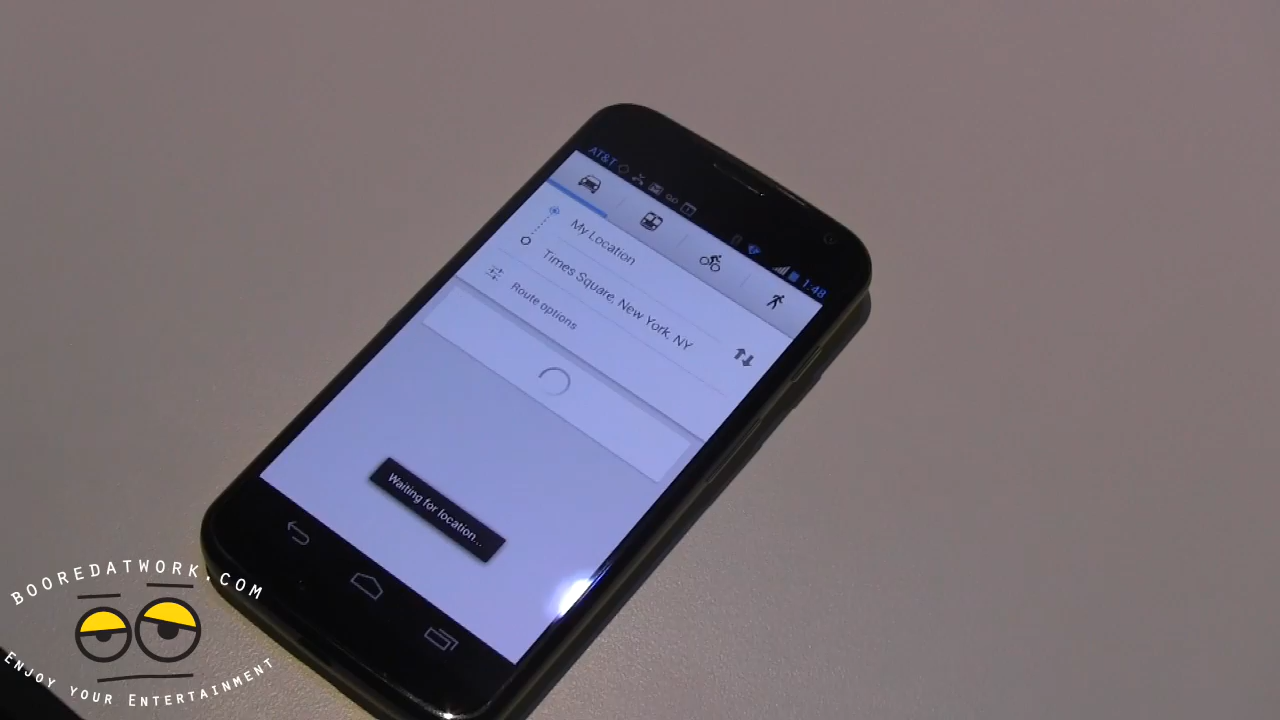 AT&T
1:48
My Location
Times Square, New York, NY
Route options
Waiting for location...
BOOREDATWORK.COM
ENJOY YOUR ENTERTAINMENT